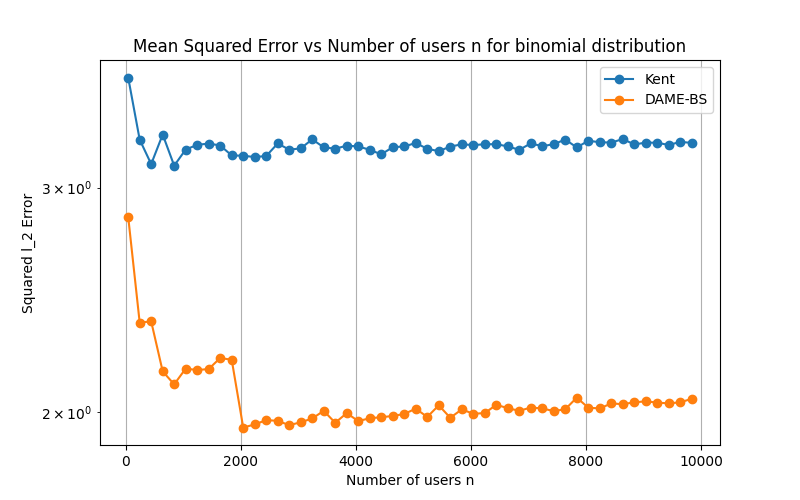 Mean Squared Error vs Number of users n for binomial distribution
Kent
DAME-BS
Squared l_2 Error
3 × 10⁰
2 × 10⁰
0 2000 4000 6000 8000 10000
Number of users n